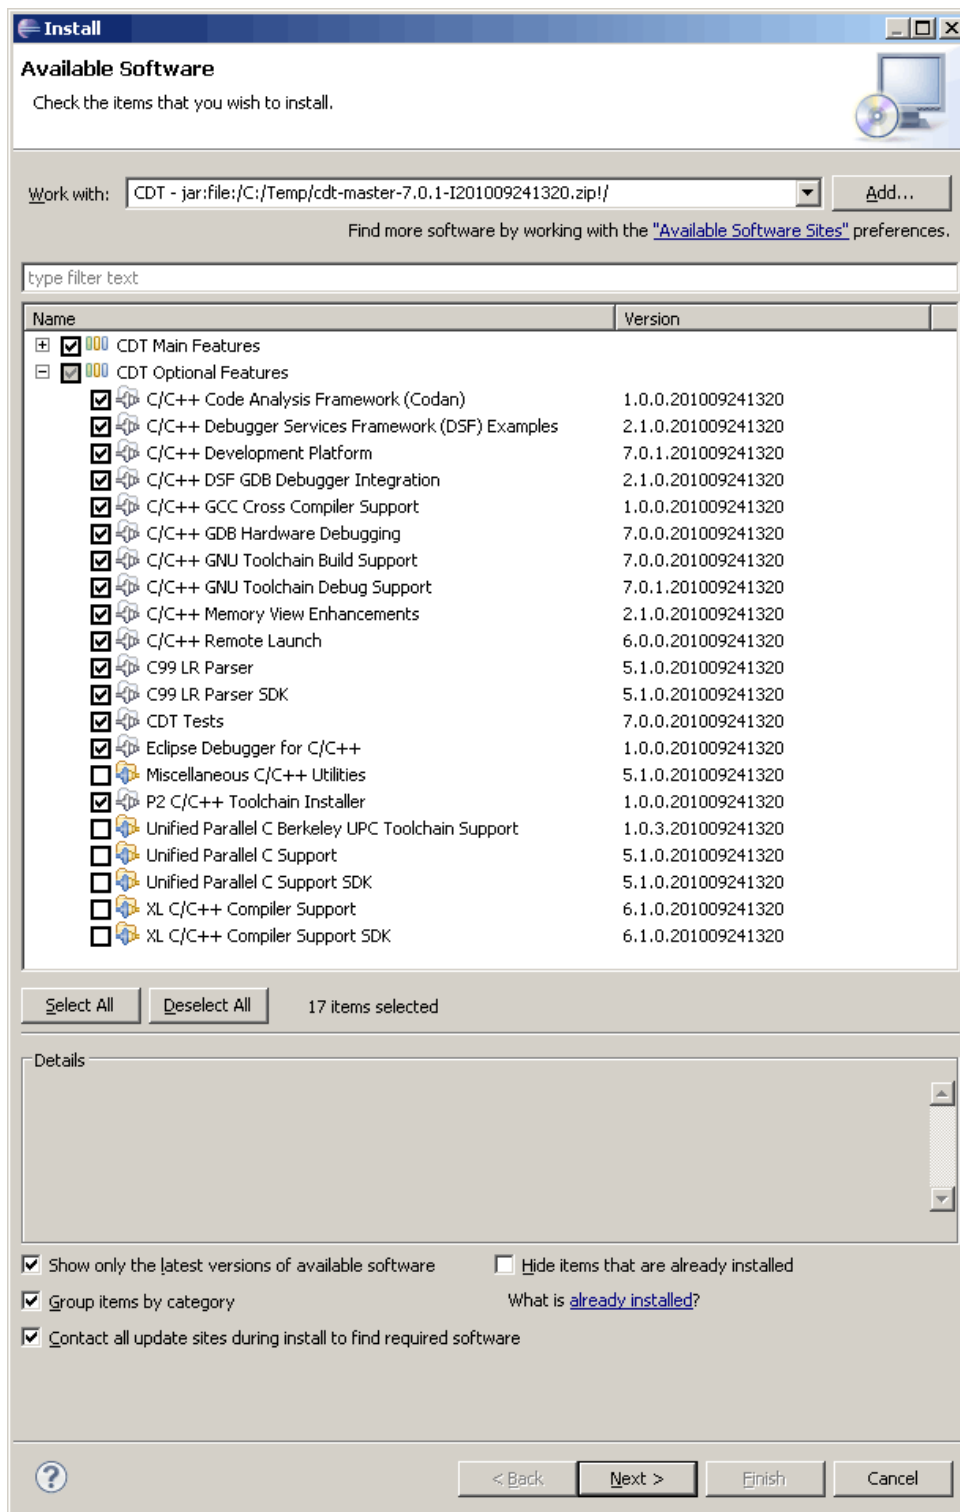 Install
Available Software
Check the items that you wish to install.
Work with: CDT - jar:file:/C:/Temp/cdt-master-7.0.1-I201009241320.zip!/ Add...
Find more software by working with the "Available Software Sites" preferences.
type filter text
Name Version
CDT Main Features
CDT Optional Features
C/C++ Code Analysis Framework (Codan) 1.0.0.201009241320
C/C++ Debugger Services Framework (DSF) Examples 2.1.0.201009241320
C/C++ Development Platform 7.0.1.201009241320
C/C++ DSF GDB Debugger Integration 2.1.0.201009241320
C/C++ GCC Cross Compiler Support 1.0.0.201009241320
C/C++ GDB Hardware Debugging 7.0.0.201009241320
C/C++ GNU Toolchain Build Support 7.0.0.201009241320
C/C++ GNU Toolchain Debug Support 7.0.1.201009241320
C/C++ Memory View Enhancements 2.1.0.201009241320
C/C++ Remote Launch 6.0.0.201009241320
C99 LR Parser 5.1.0.201009241320
C99 LR Parser SDK 5.1.0.201009241320
CDT Tests 7.0.0.201009241320
Eclipse Debugger for C/C++ 1.0.0.201009241320
Miscellaneous C/C++ Utilities 5.1.0.201009241320
P2 C/C++ Toolchain Installer 1.0.0.201009241320
Unified Parallel C Berkeley UPC Toolchain Support 1.0.3.201009241320
Unified Parallel C Support 5.1.0.201009241320
Unified Parallel C Support SDK 5.1.0.201009241320
XL C/C++ Compiler Support 6.1.0.201009241320
XL C/C++ Compiler Support SDK 6.1.0.201009241320
Select All Deselect All 17 items selected
Details
Show only the latest versions of available software Hide items that are already installed
Group items by category What is already installed?
Contact all update sites during install to find required software
? < Back Next > Finish Cancel